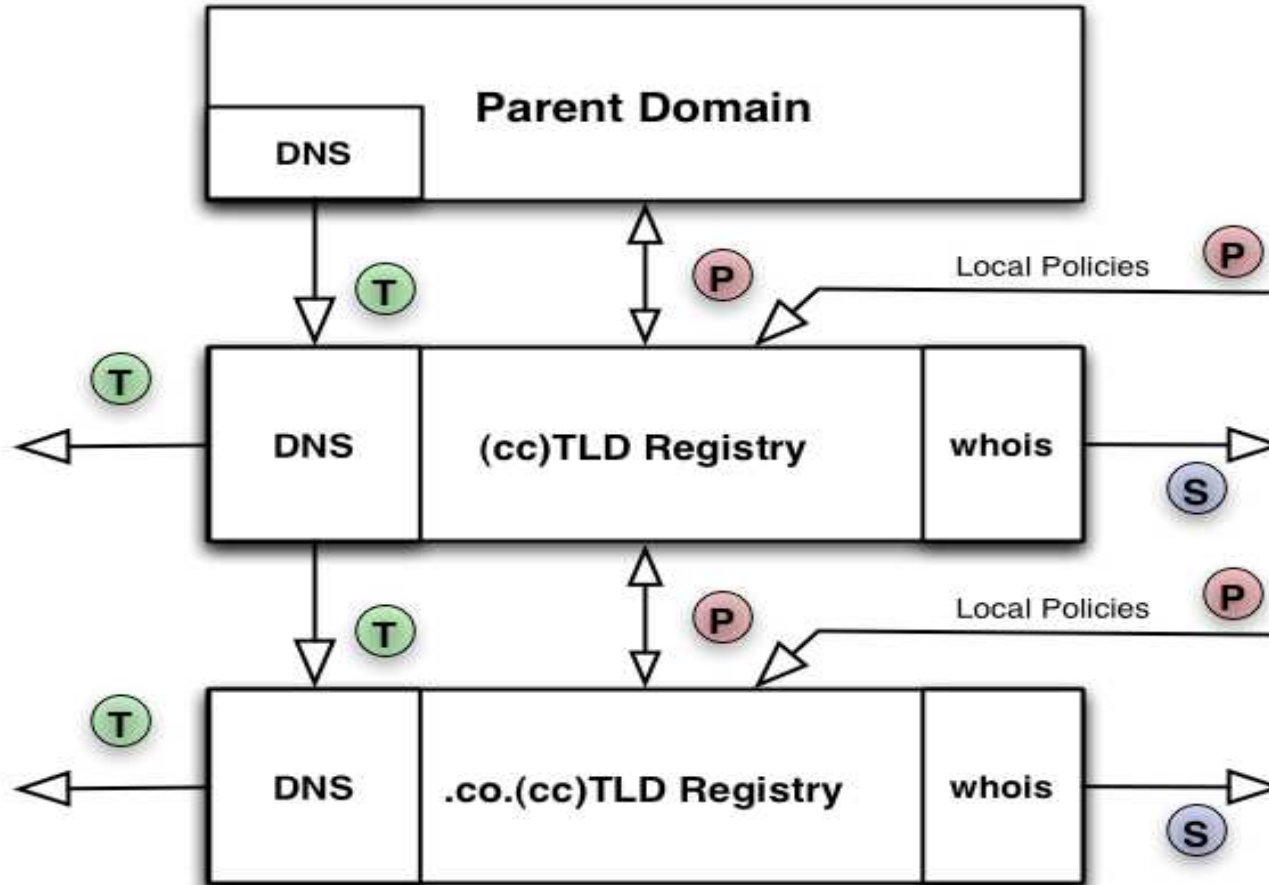 Parent Domain
DNS
T
P
Local Policies
P
T
DNS
(cc)TLD Registry
whois
S
T
P
Local Policies
P
T
DNS
.co.(cc)TLD Registry
whois
S